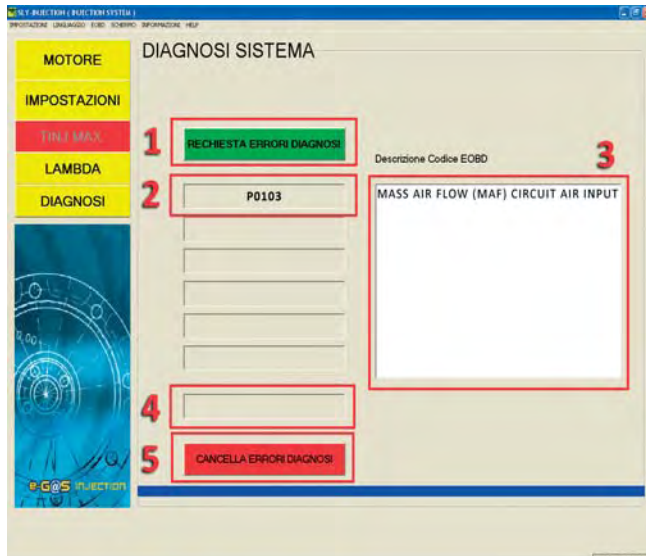 SLY-INJECTION ( INJECTION SYSTEM )
IMPOSTAZIONI LINGUAGGIO EOBD SCHERMO INFORMAZIONI HELP
DIAGNOSI SISTEMA
MOTORE
IMPOSTAZIONI
TINJ MAX
LAMBDA
DIAGNOSI
1
RECHIESTA ERRORI DIAGNOSI
Descrizione Codice EOBD
3
2
P0103
MASS AIR FLOW (MAF) CIRCUIT AIR INPUT
4
5
CANCELLA ERRORI DIAGNOSI
e-G@S INJECTION